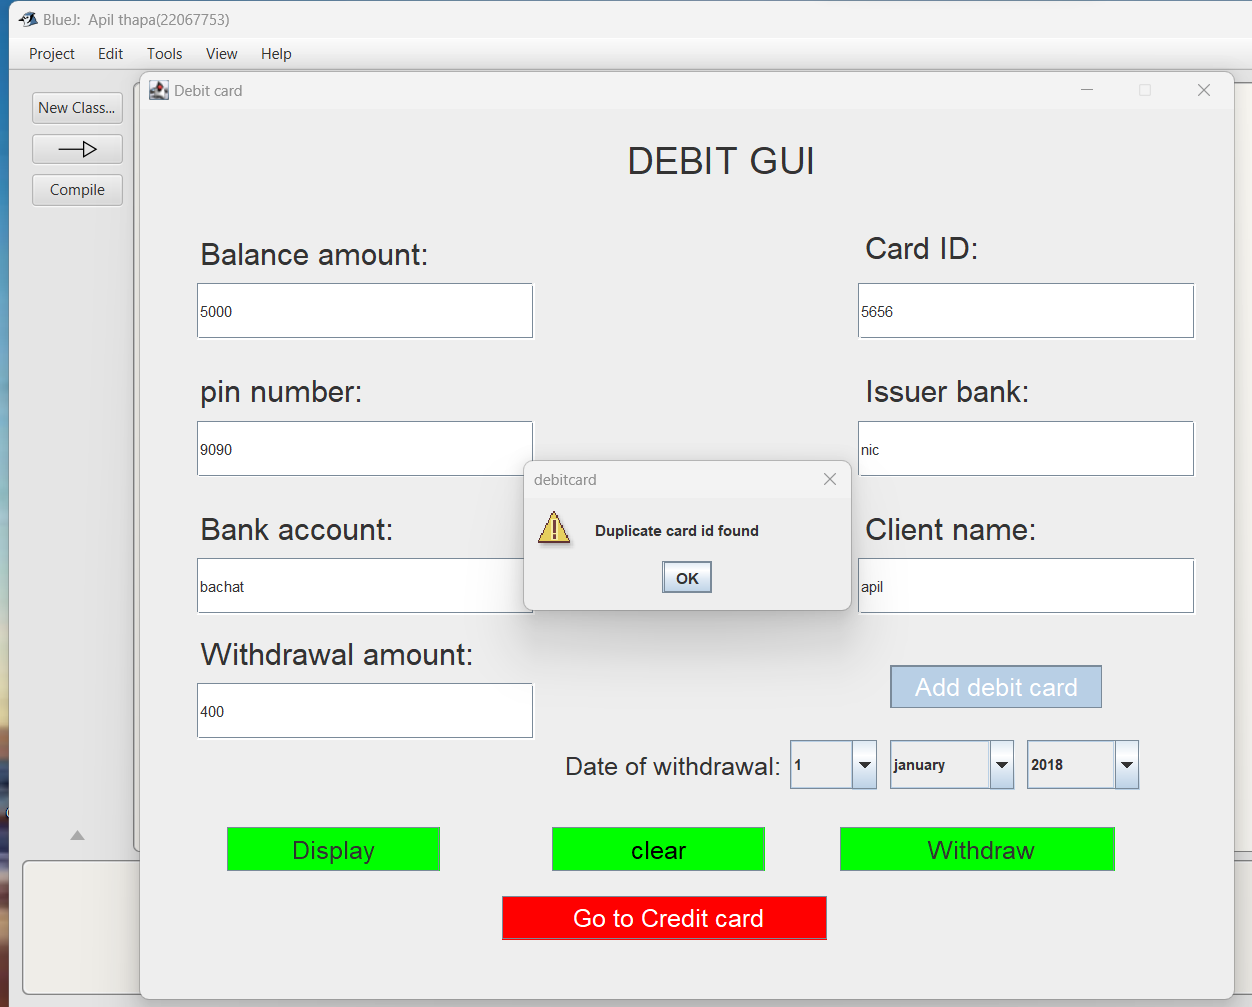 BlueJ: Apil thapa(22067753)
Project Edit Tools View Help
New Class...
Compile
Debit card
DEBIT GUI
Balance amount:
Card ID:
5000
5656
pin number:
Issuer bank:
9090
nic
debitcard
Duplicate card id found
OK
Bank account:
Client name:
bachat
apil
Withdrawal amount:
400
Add debit card
Date of withdrawal: 1 january 2018
Display clear Withdraw
Go to Credit card